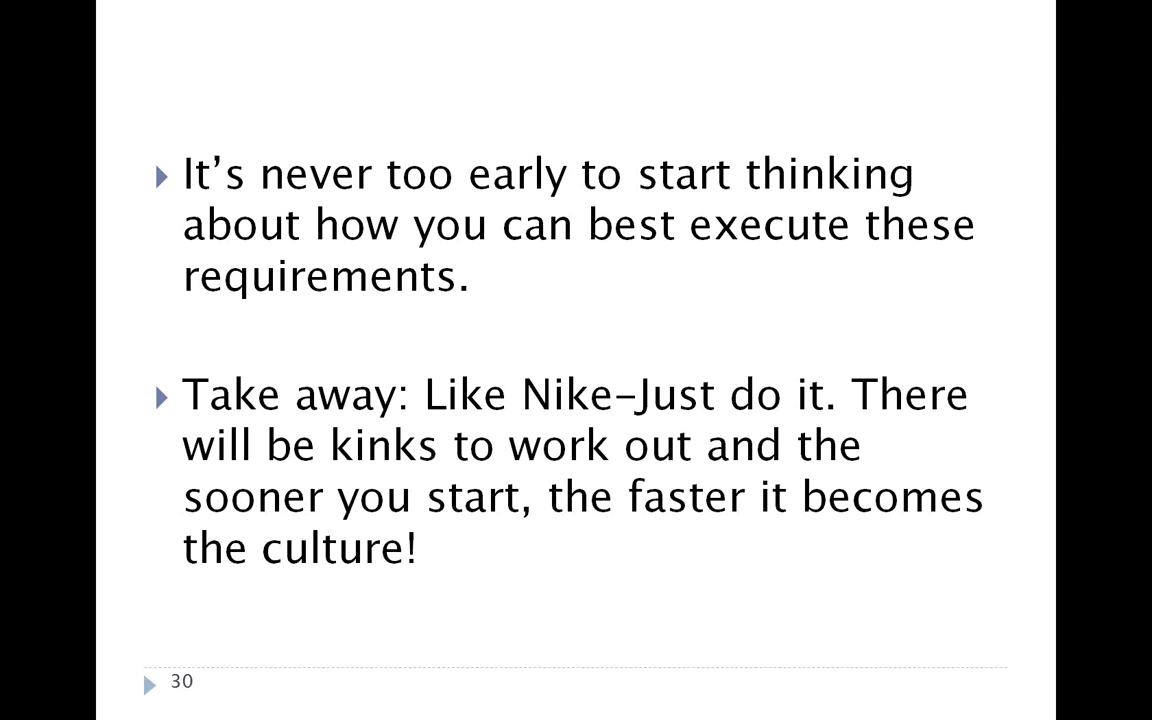 It’s never too early to start thinking
about how you can best execute these
requirements.
Take away: Like Nike–Just do it. There
will be kinks to work out and the
sooner you start, the faster it becomes
the culture!
30